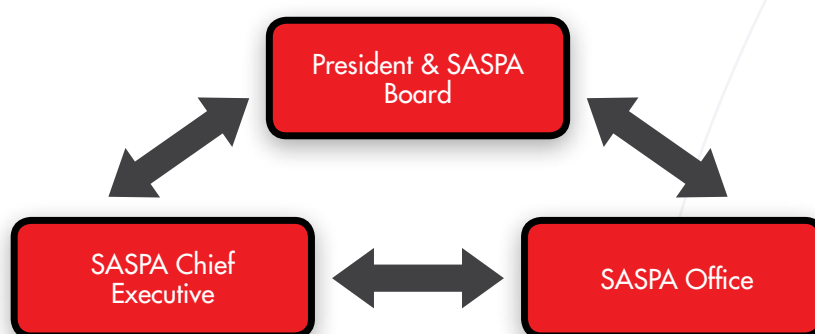 President & SASPA
Board
SASPA Chief
Executive
SASPA Office